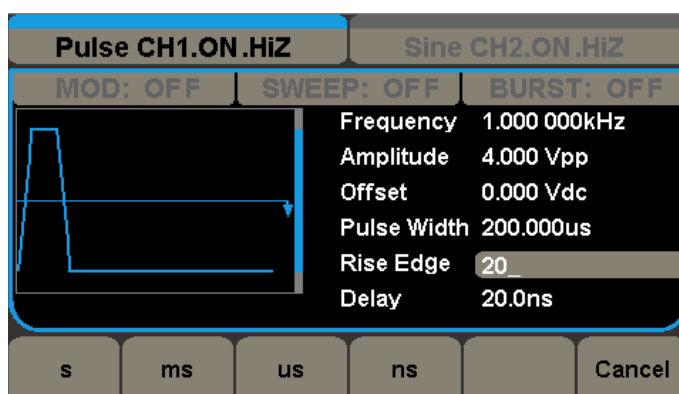 Pulse CH1.ON.HiZ Sine CH2.ON.HiZ
MOD: OFF SWEEP: OFF BURST: OFF
Frequency 1.000 000kHz
Amplitude 4.000 Vpp
Offset 0.000 Vdc
Pulse Width 200.000us
Rise Edge 20_
Delay 20.0ns
s ms us ns Cancel